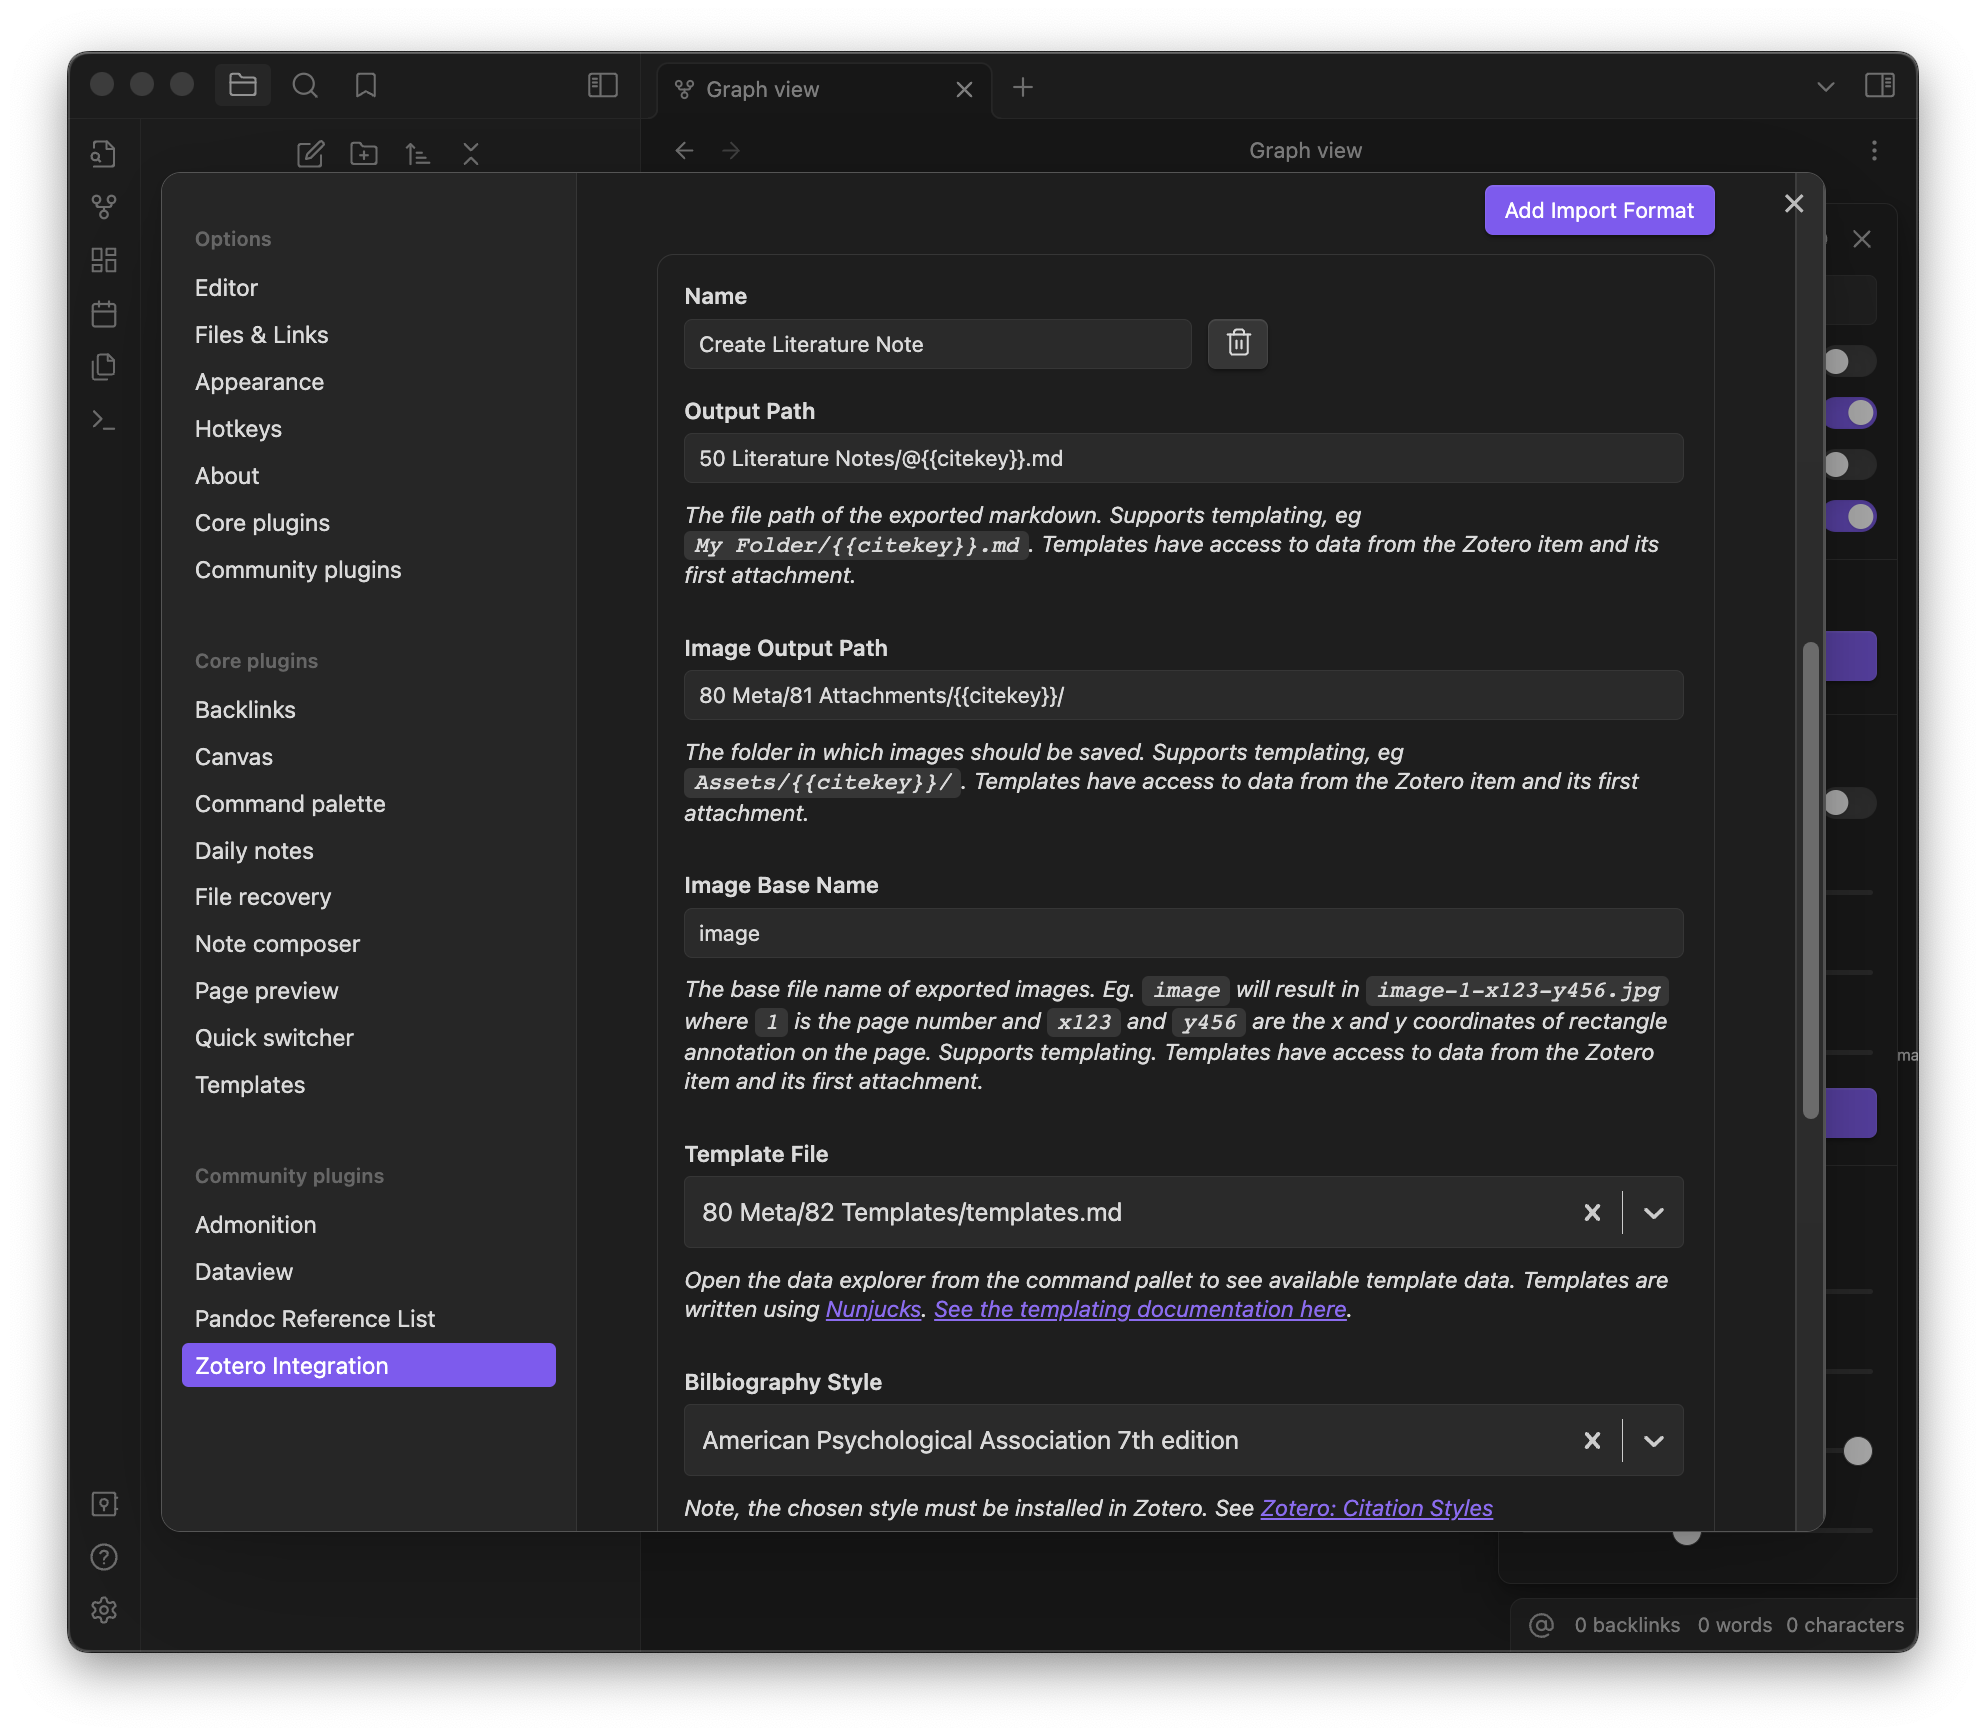 Graph view
Graph view
Options
Editor
Files & Links
Appearance
Hotkeys
About
Core plugins
Community plugins
Core plugins
Backlinks
Canvas
Command palette
Daily notes
File recovery
Note composer
Page preview
Quick switcher
Templates
Community plugins
Admonition
Dataview
Pandoc Reference List
Zotero Integration
Add Import Format
Name
Create Literature Note
Output Path
50 Literature Notes/@{{citekey}}.md
The file path of the exported markdown. Supports templating, eg
My Folder/{{citekey}}.md. Templates have access to data from the Zotero item and its
first attachment.
Image Output Path
80 Meta/81 Attachments/{{citekey}}/
The folder in which images should be saved. Supports templating, eg
Assets/{{citekey}}/. Templates have access to data from the Zotero item and its first
attachment.
Image Base Name
image
The base file name of exported images. Eg. image will result in image-1-x123-y456.jpg
where 1 is the page number and x123 and y456 are the x and y coordinates of rectangle
annotation on the page. Supports templating. Templates have access to data from the Zotero
item and its first attachment.
Template File
80 Meta/82 Templates/templates.md
Open the data explorer from the command pallet to see available template data. Templates are
written using Nunjucks. See the templating documentation here.
Bilbiography Style
American Psychological Association 7th edition
Note, the chosen style must be installed in Zotero. See Zotero: Citation Styles
0 backlinks 0 words 0 characters